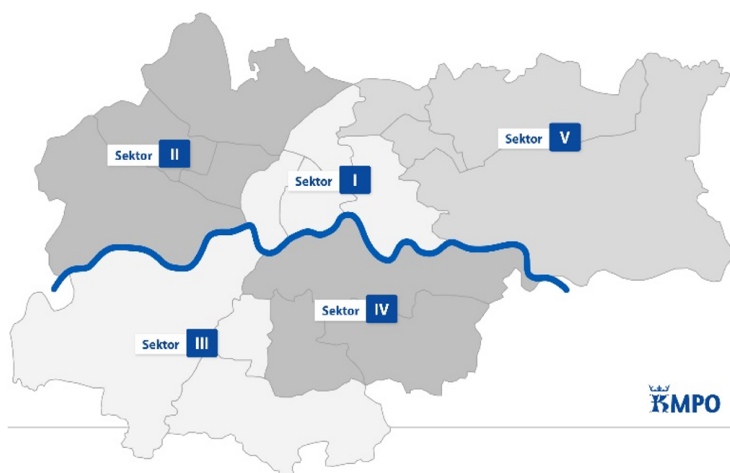 Sektor V
Sektor II
Sektor I
Sektor IV
Sektor III
KMPO